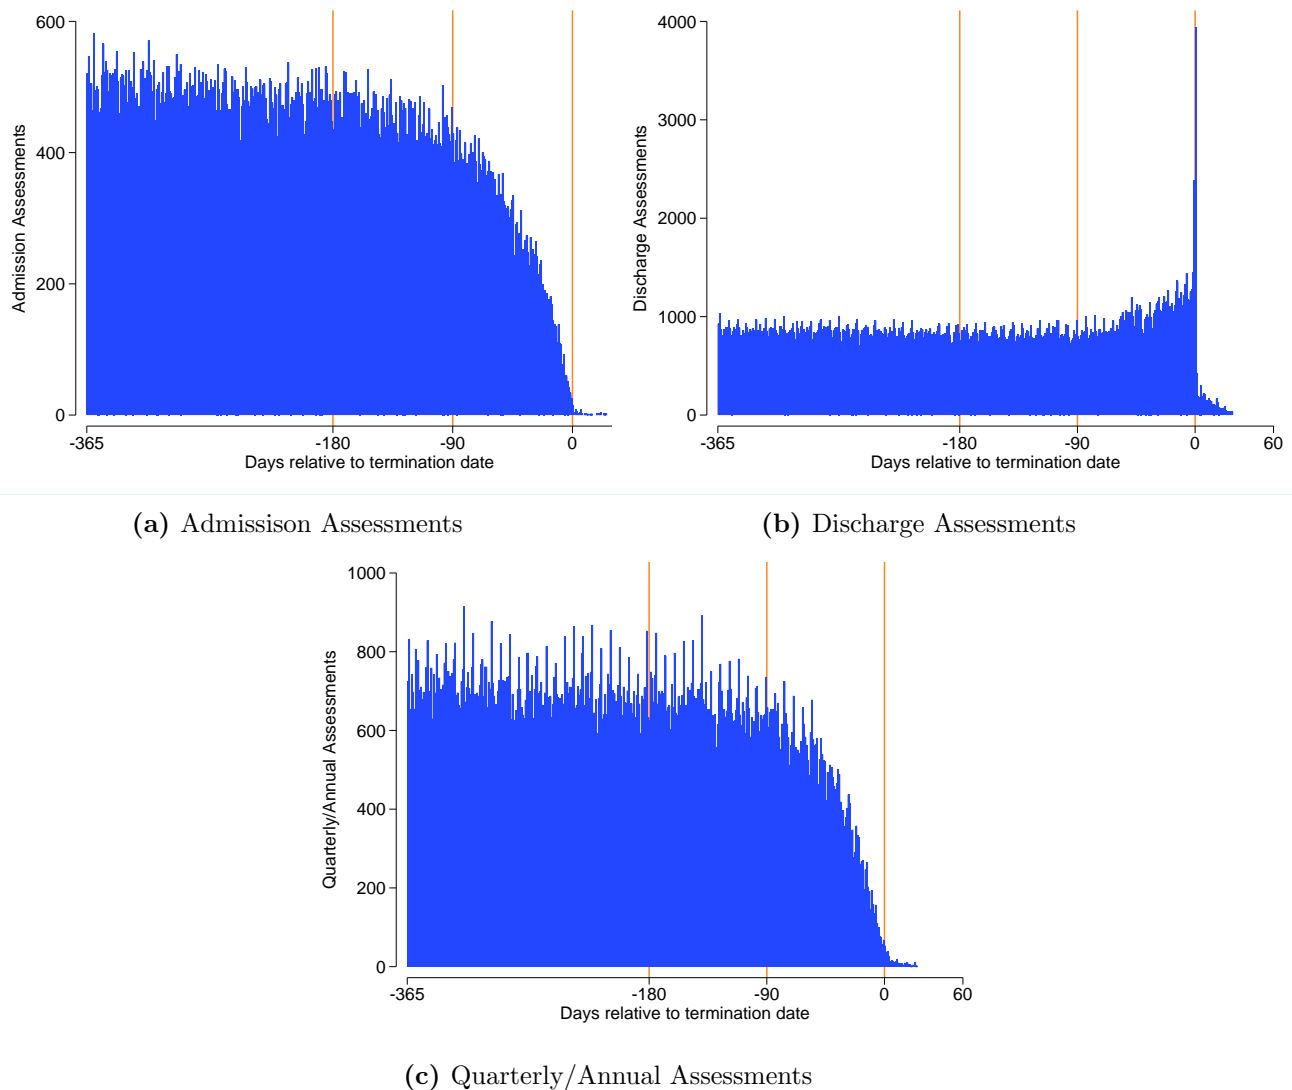 600
400
200
0
Admission Assessments
-365 -180 -90 0
Days relative to termination date
(a) Admissison Assessments
4000
3000
2000
1000
0
Discharge Assessments
-365 -180 -90 0 60
Days relative to termination date
(b) Discharge Assessments
1000
800
600
400
200
0
Quarterly/Annual Assessments
-365 -180 -90 0 60
Days relative to termination date
(c) Quarterly/Annual Assessments